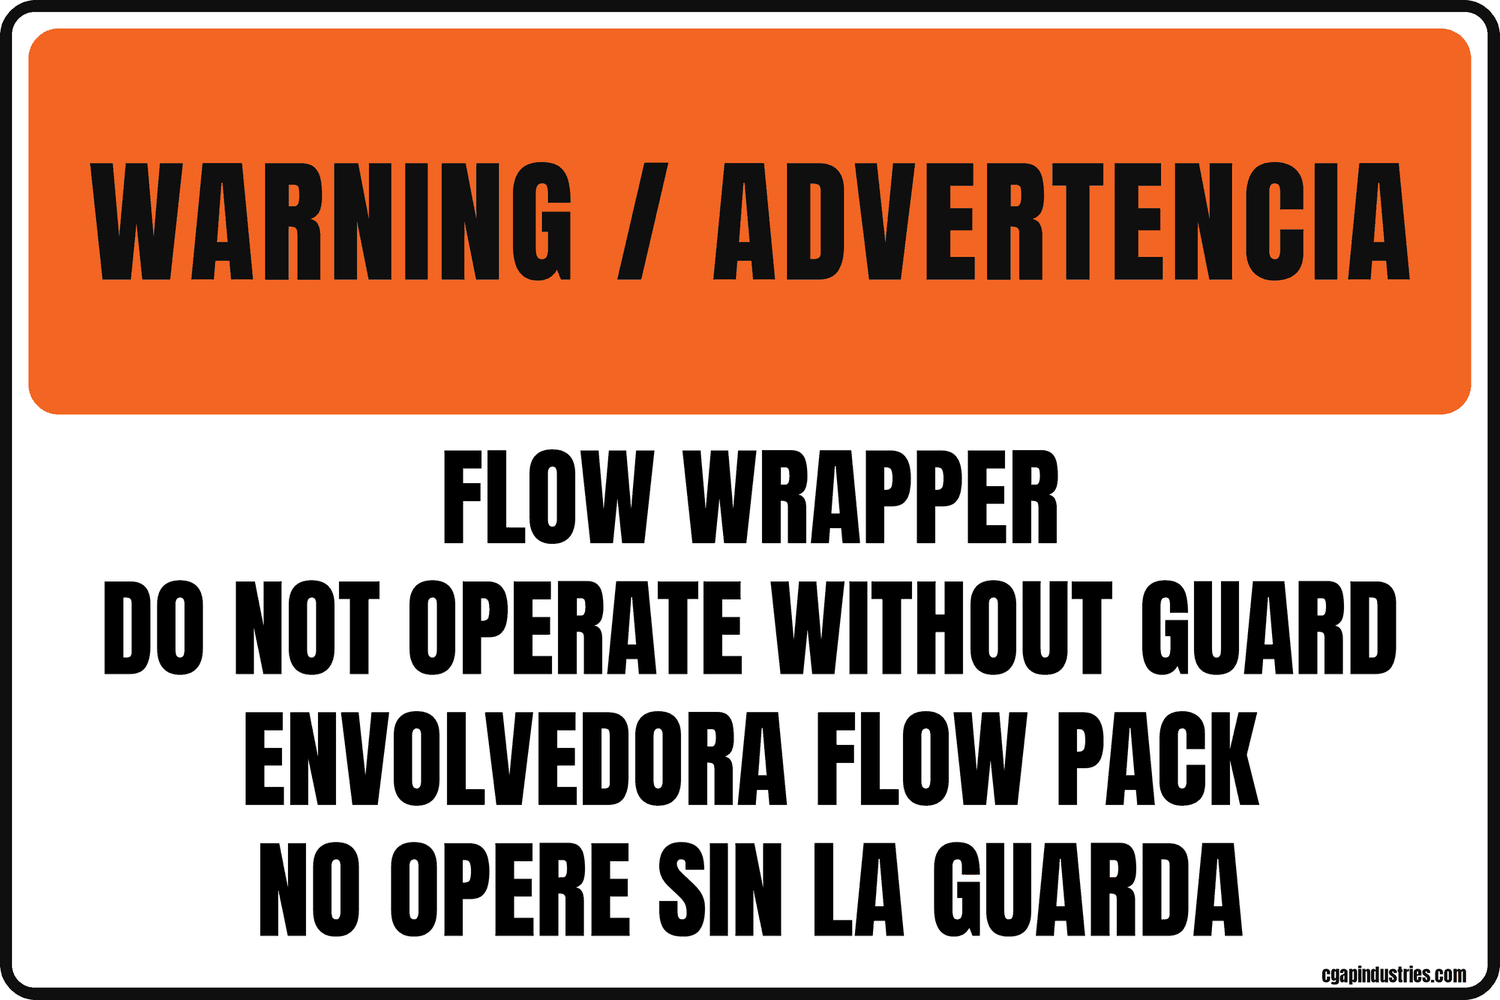 WARNING / ADVERTENCIA
FLOW WRAPPER
DO NOT OPERATE WITHOUT GUARD
ENVOLVEDORA FLOW PACK
NO OPERE SIN LA GUARDA
cgapindustries.com